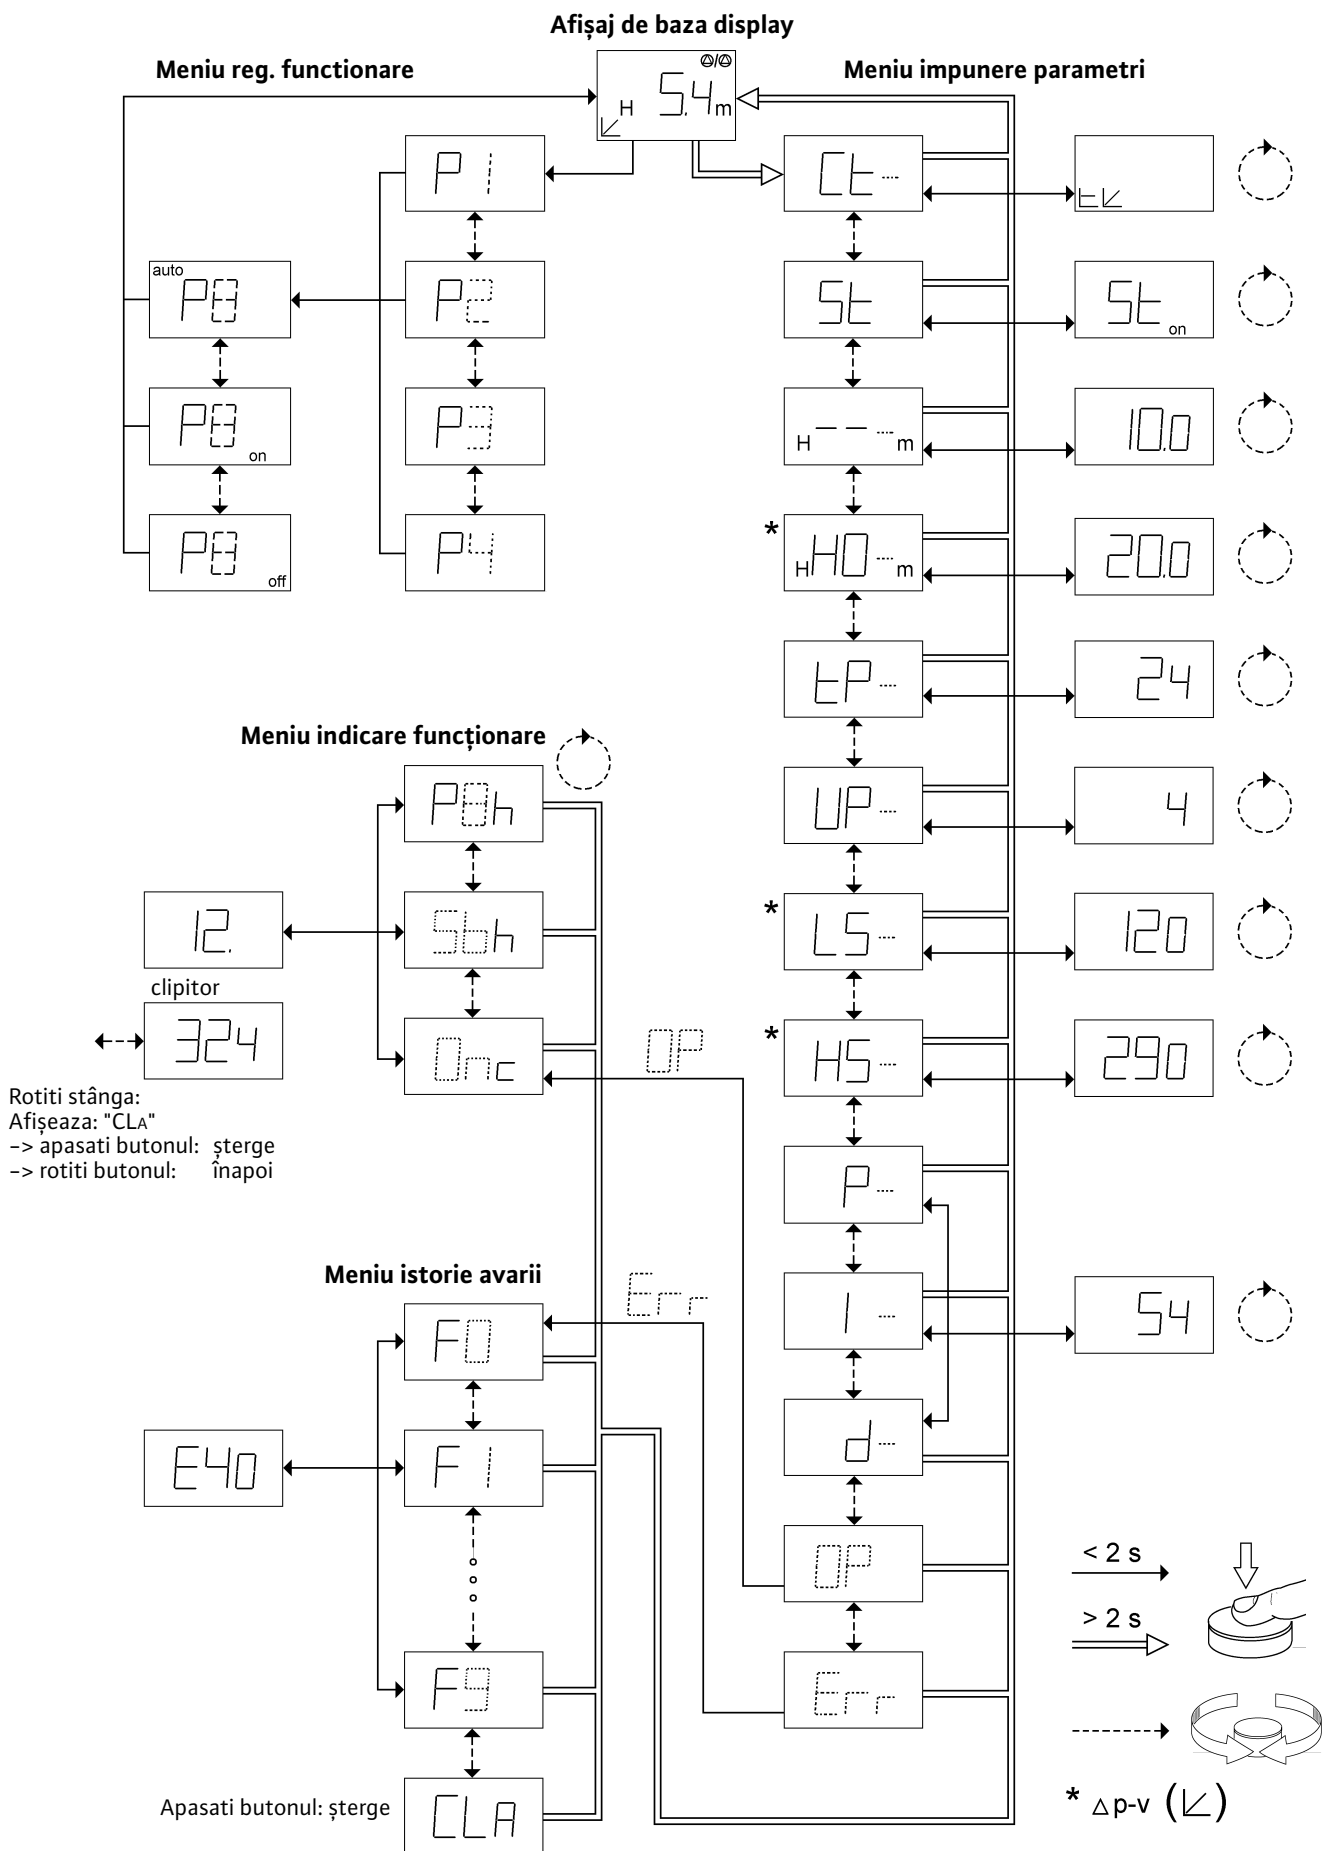 Afișaj de baza display
Meniu reg. functionare
H 5.4 m
Meniu impunere parametri
P1
Ct
auto
P8
P2
St
St on
P8 on
P3
H -- m
10.0
P8 off
P4
* H H0 m
20.0
tP
24
Meniu indicare funcționare
P8h
UP
4
12.
Sbh
* LS
120
clipitor
324
Onc
OP
* HS
290
Rotiti stânga:
Afișeaza: "CLA"
–> apasati butonul: șterge
–> rotiti butonul: înapoi
P
Meniu istorie avarii
Err
F0
I
54
E40
F1
d
OP
< 2 s
> 2 s
F9
Err
Apasati butonul: șterge
CLA
* △p-v (∠)